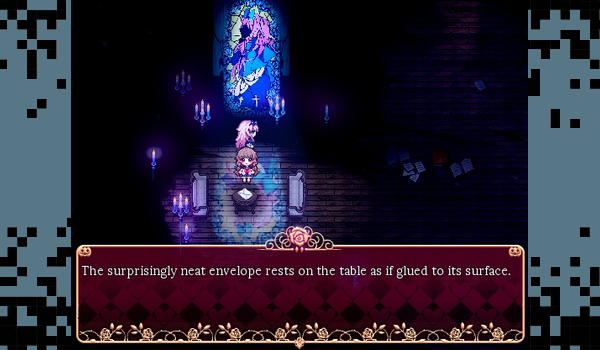 The surprisingly neat envelope rests on the table as if glued to its surface.